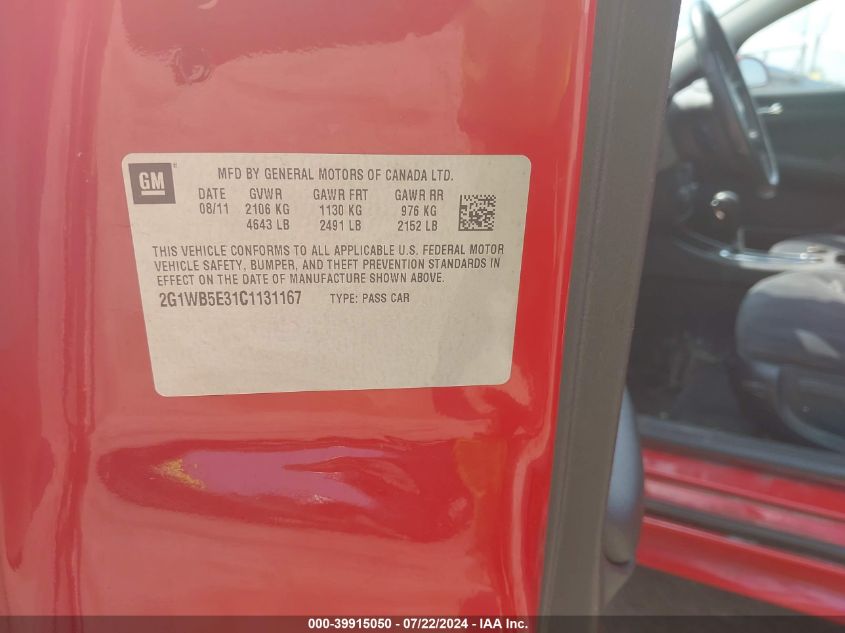 GM
MFD BY GENERAL MOTORS OF CANADA LTD.
DATE GVWR GAWR FRT GAWR RR
08/11 2106 KG 1130 KG 976 KG
4643 LB 2491 LB 2152 LB
THIS VEHICLE CONFORMS TO ALL APPLICABLE U.S. FEDERAL MOTOR
VEHICLE SAFETY, BUMPER, AND THEFT PREVENTION STANDARDS IN
EFFECT ON THE DATE OF MANUFACTURE SHOWN ABOVE.
2G1WB5E31C1131167 TYPE: PASS CAR
000-39915050 - 07/22/2024 - IAA Inc.